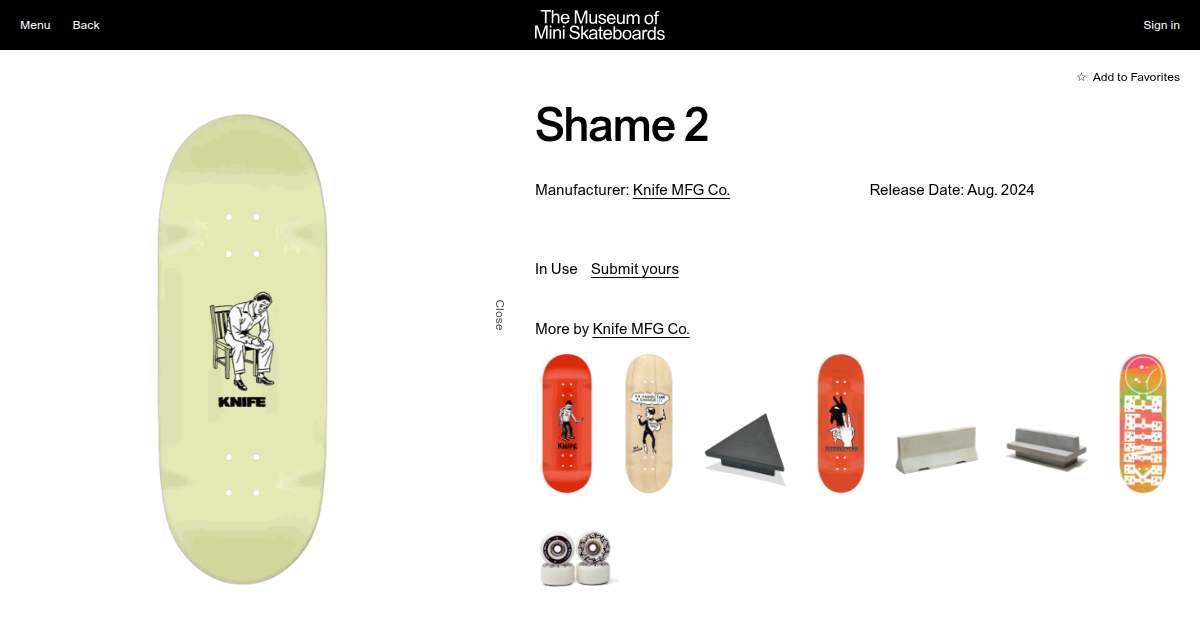 Menu
Back
The Museum of
Mini Skateboards
Sign in
☆ Add to Favorites
Shame 2
Manufacturer: Knife MFG Co.
Release Date: Aug. 2024
In Use
Submit yours
Close
More by Knife MFG Co.
KNIFE
KNIFE
KNIFE